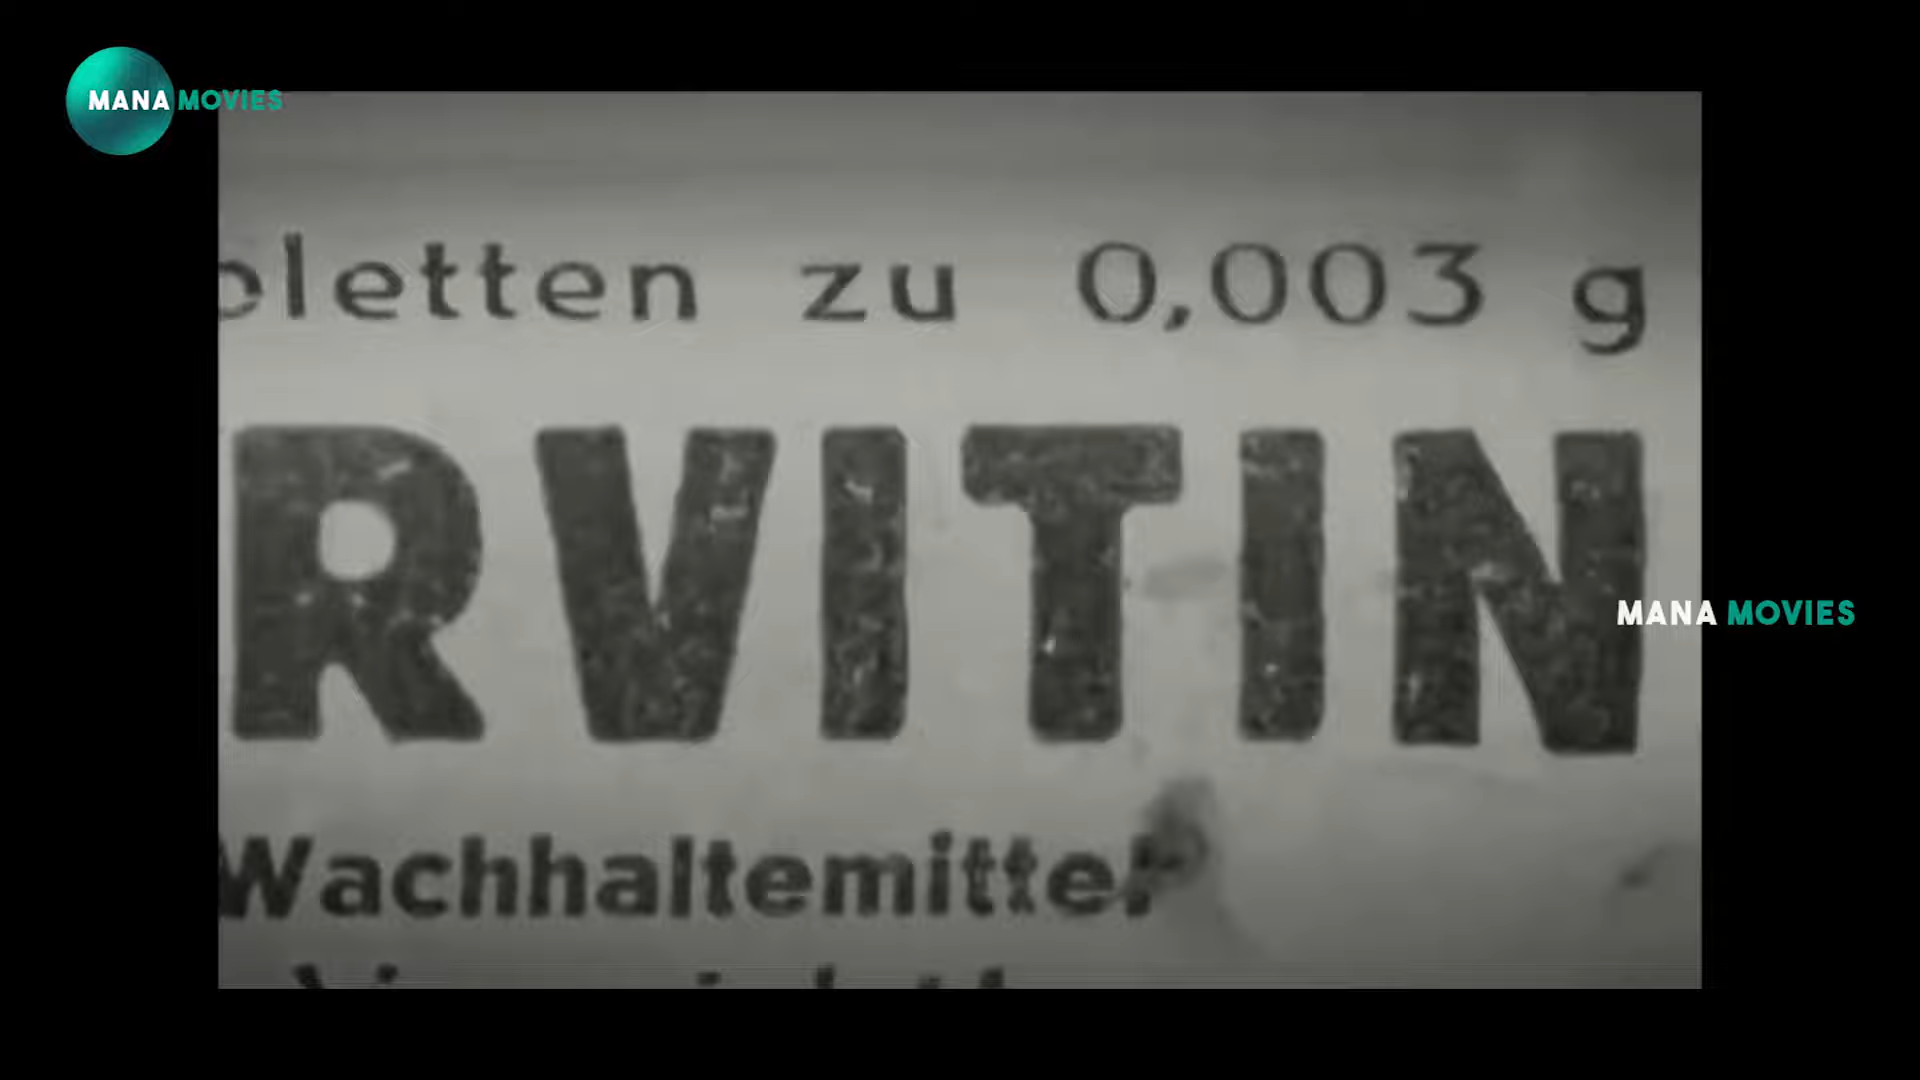 MANA MOVIES
bletten zu 0,003 g
RVITIN
MANA MOVIES
Wachhaltemittel